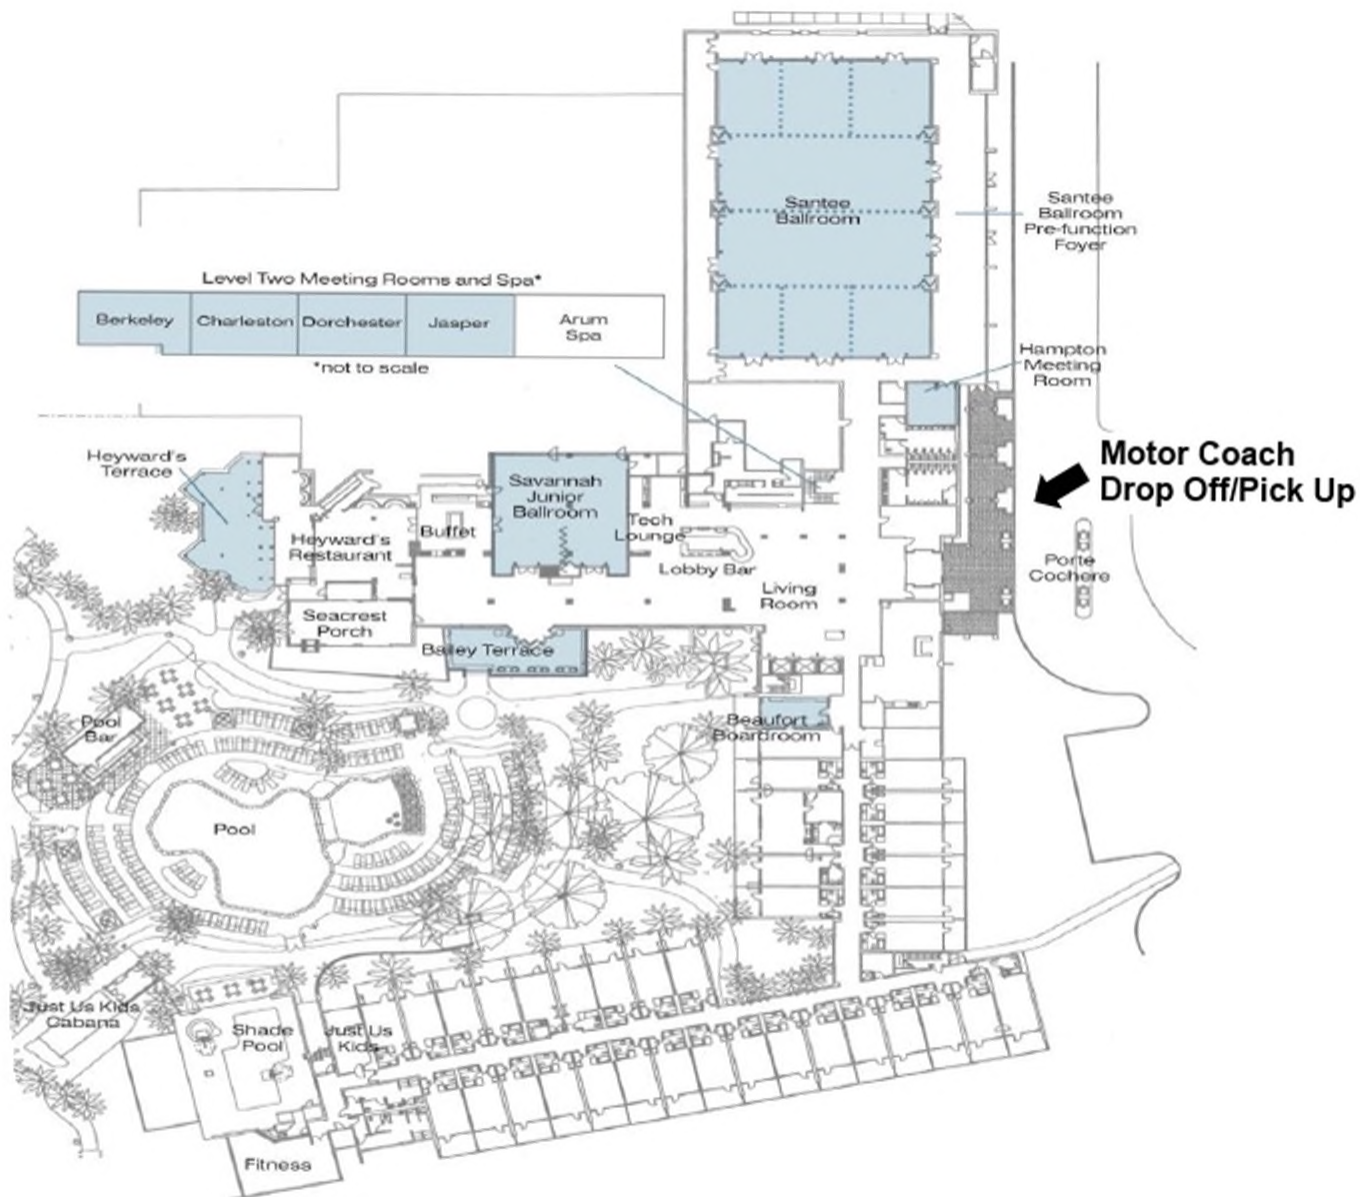 Santee
Ballroom
Santee
Ballroom
Pre-function
Foyer
Level Two Meeting Rooms and Spa*
Berkeley
Charleston
Dorchester
Jasper
Arum
Spa
*not to scale
Hampton
Meeting
Room
Motor Coach
Drop Off/Pick Up
Heyward's
Terrace
Savannah
Junior
Ballroom
Heyward's
Restaurant
Buffet
Tech
Lounge
Lobby Bar
Living
Room
Porte
Cochere
Seacrest
Porch
Bailey Terrace
Pool
Bar
Beaufort
Boardroom
Pool
Just Us Kids
Cabana
Shade
Pool
Just Us
Kids
Fitness